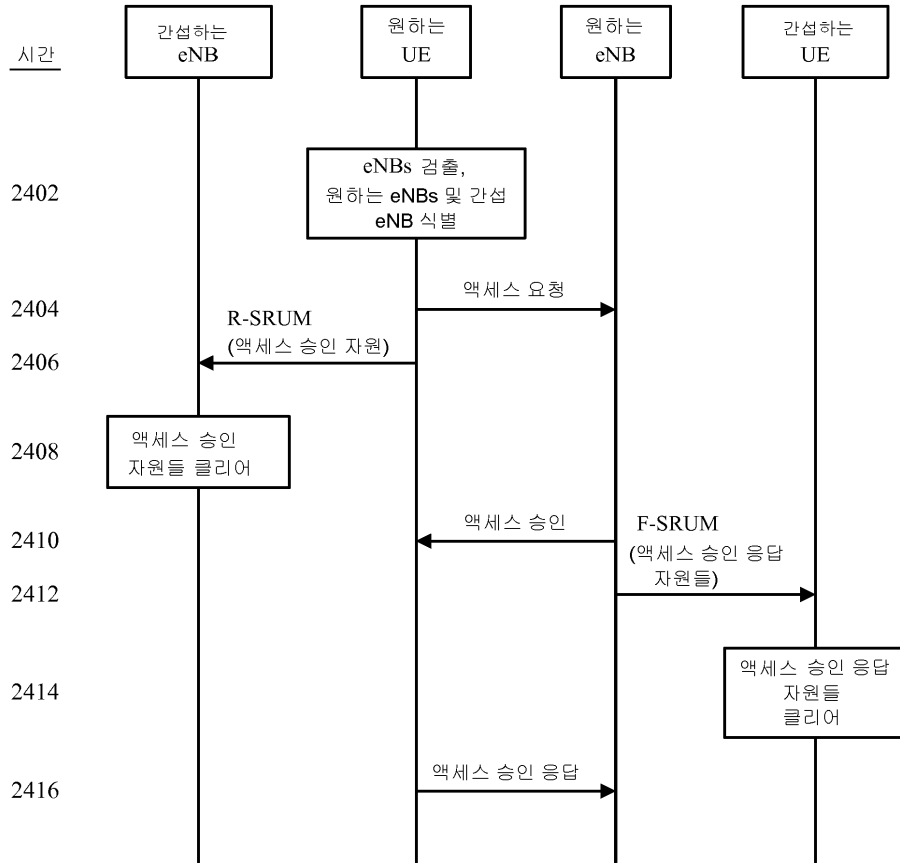 시간
간섭하는
eNB
원하는
UE
원하는
eNB
간섭하는
UE
2402
eNBs 검출,
원하는 eNBs 및 간섭
eNB 식별
2404
액세스 요청
R-SRUM
(액세스 승인 자원)
2406
2408
액세스 승인
자원들 클리어
2410
액세스 승인
F-SRUM
(액세스 승인 응답
자원들)
2412
2414
액세스 승인 응답
자원들
클리어
2416
액세스 승인 응답